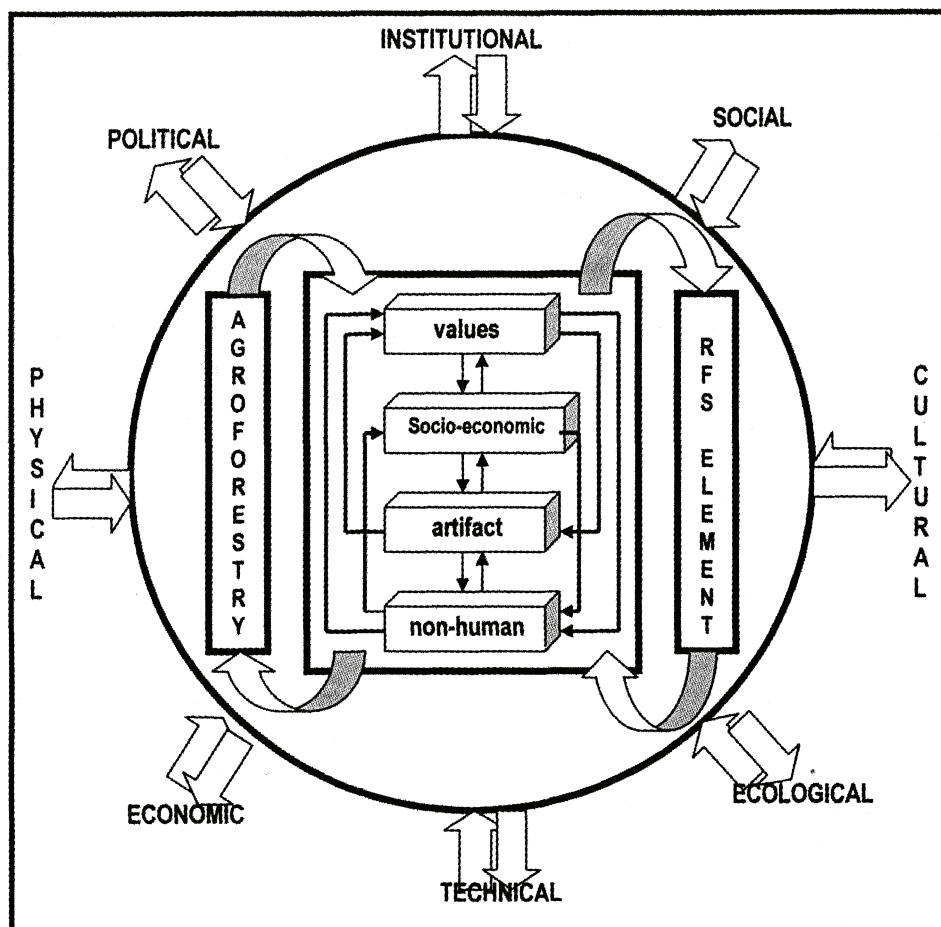 INSTITUTIONAL
POLITICAL
SOCIAL
PHYSICAL
AGROFORESTRY
values
Socio-economic
artifact
non-human
RFS ELEMENT
CULTURAL
ECONOMIC
ECOLOGICAL
TECHNICAL